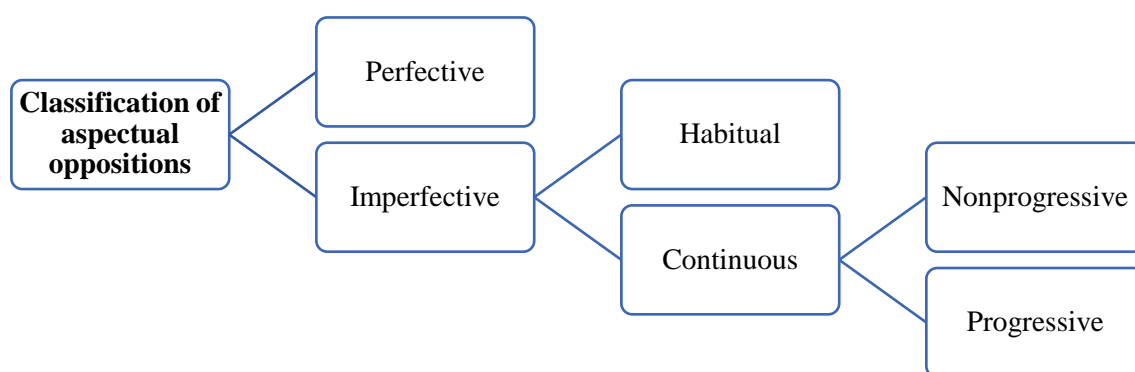 Classification of
aspectual
oppositions
Perfective
Imperfective
Habitual
Continuous
Nonprogressive
Progressive